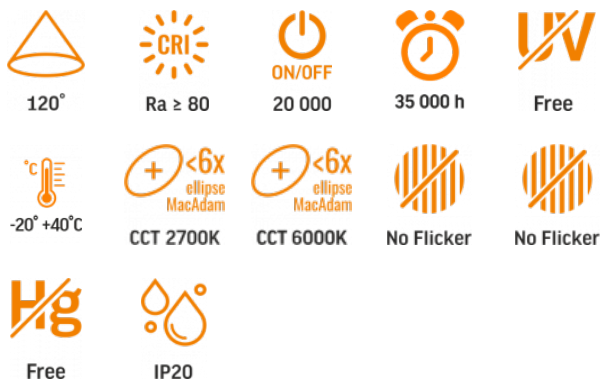 CRI
ON/OFF
UV
120°
Ra ≥ 80
20 000
35 000 h
Free
°C
<6x
ellipse
MacAdam
<6x
ellipse
MacAdam
-20° +40°C
CCT 2700K
CCT 6000K
No Flicker
No Flicker
Hg
Free
IP20